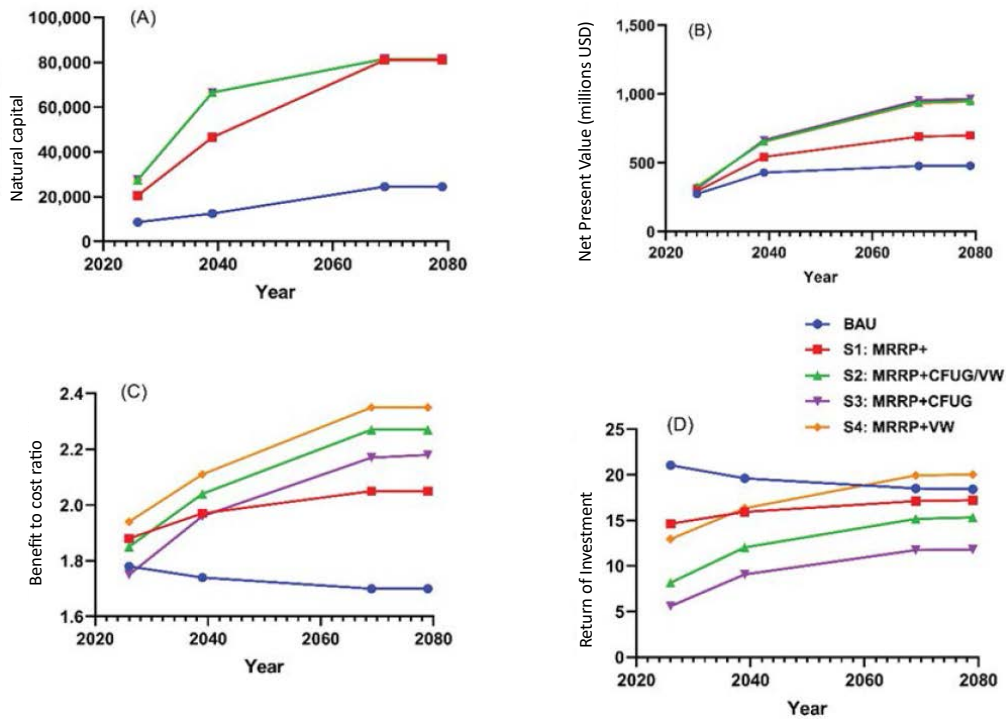 (A)
Natural capital
100,000
80,000
60,000
40,000
20,000
0
2020 2040 2060 2080
Year
(B)
Net Present Value (millions USD)
1,500
1,000
500
0
2020 2040 2060 2080
Year
BAU
S1: MRRP+
S2: MRRP+CFUG/VW
S3: MRRP+CFUG
S4: MRRP+VW
(C)
Benefit to cost ratio
2.4
2.2
2.0
1.8
1.6
2020 2040 2060 2080
Year
(D)
Return of Investment
25
20
15
10
5
0
2020 2040 2060 2080
Year